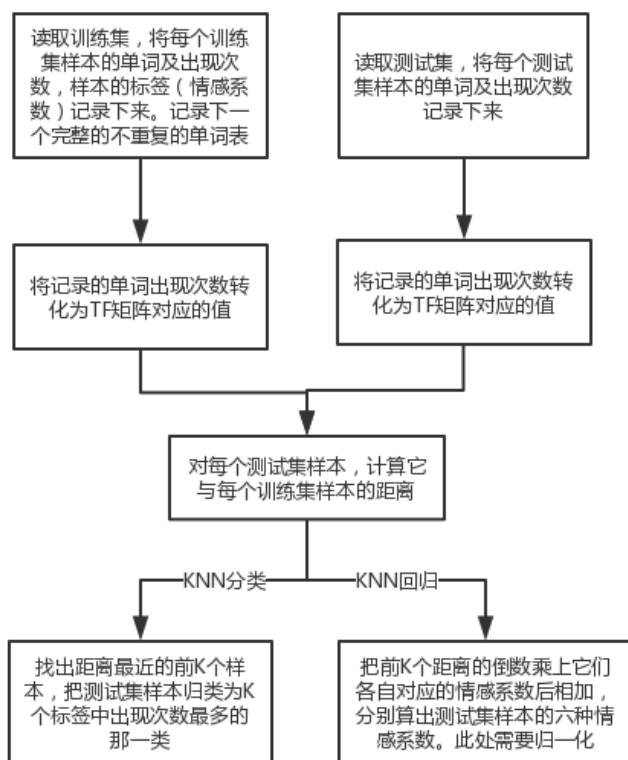 读取训练集，将每个训练
集样本的单词及出现次
数，样本的标签（情感系
数）记录下来。记录下一
个完整的不重复的单词表
读取测试集，将每个测试
集样本的单词及出现次数
记录下来
将记录的单词出现次数转
化为TF矩阵对应的值
将记录的单词出现次数转
化为TF矩阵对应的值
对每个测试集样本，计算它
与每个训练集样本的距离
KNN分类
KNN回归
找出距离最近的前K个样
本，把测试集样本归类为K
个标签中出现次数最多的
那一类
把前K个距离的倒数乘上它们
各自对应的情感系数后相加，
分别算出测试集样本的六种情
感系数。此处需要归一化